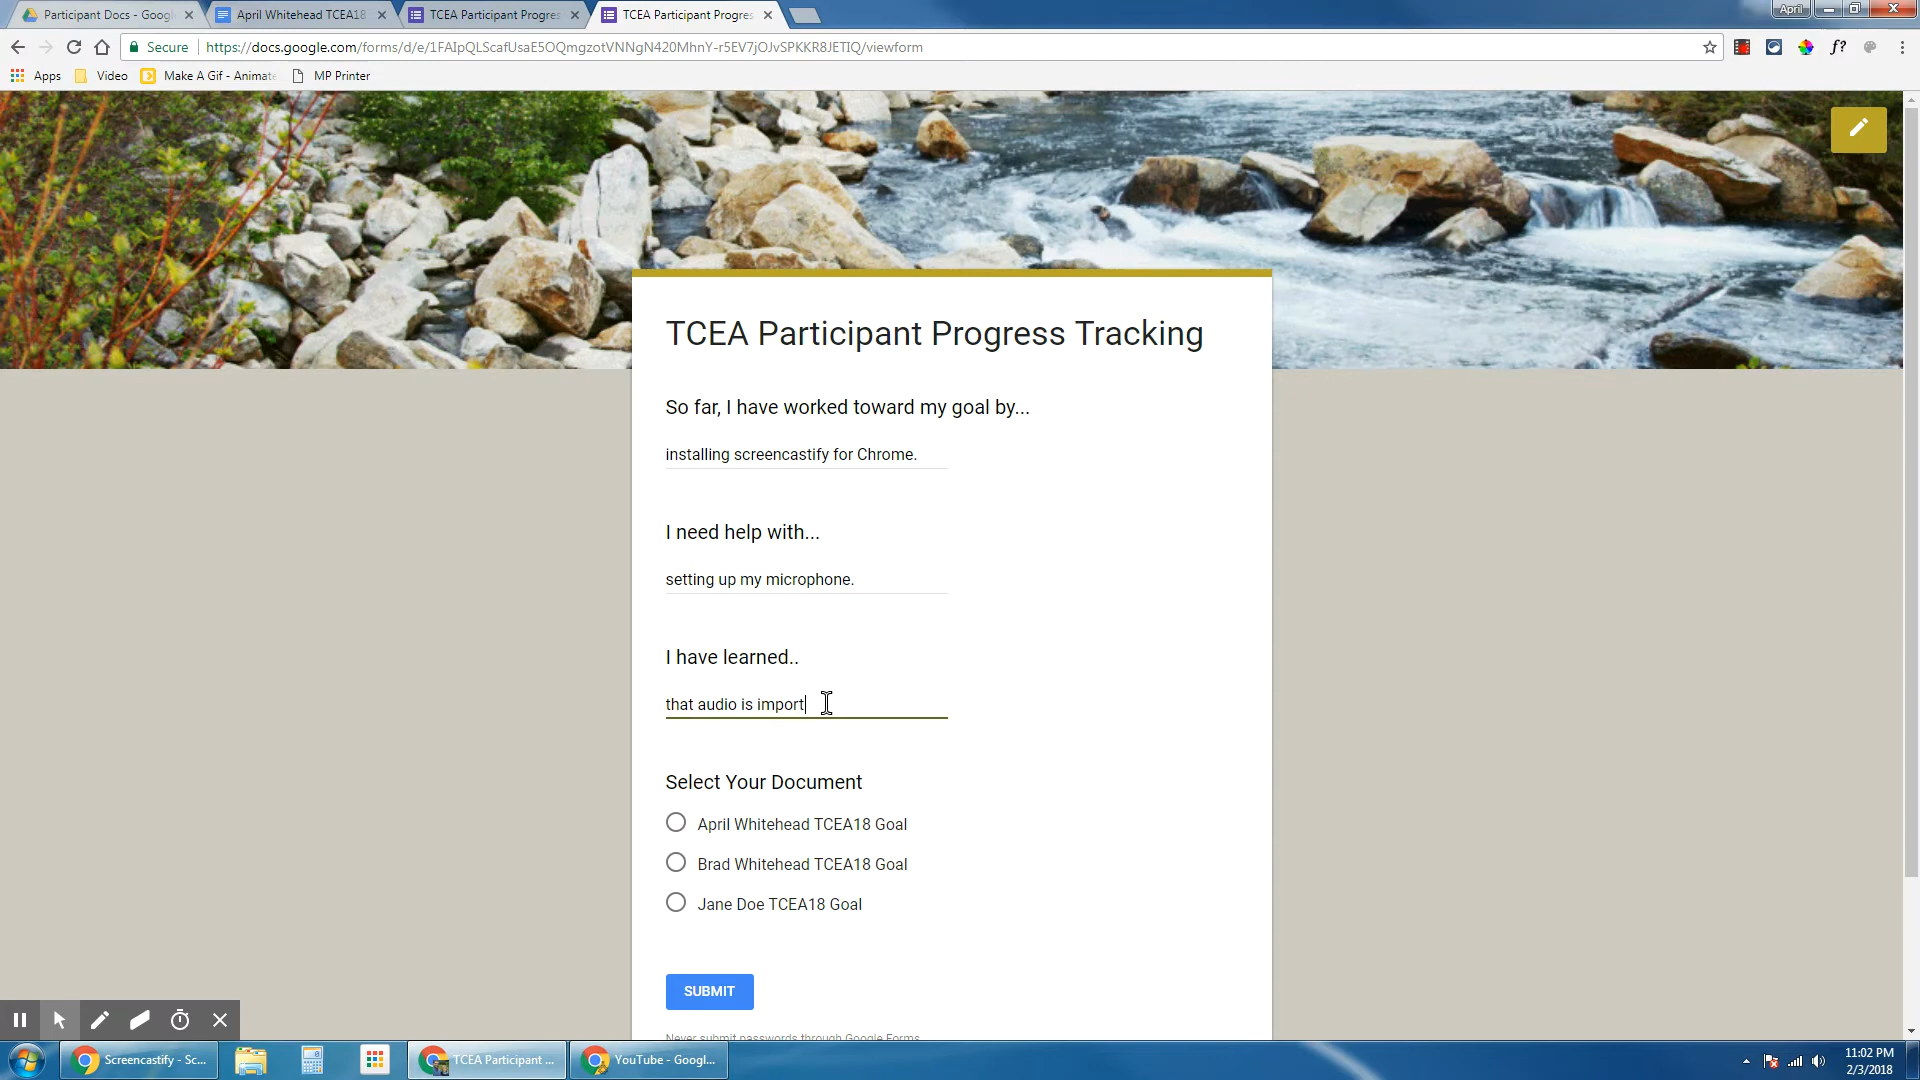 Participant Docs - Goog
April Whitehead TCEA18
TCEA Participant Progres
TCEA Participant Progres
April
Secure
https://docs.google.com/forms/d/e/1FAIpQLScafUsaE5OQmgzotVNNgN420MhnY-r5EV7jOJvSPKKR8JETIQ/viewform
f?
Apps
Video
Make A Gif - Animate
MP Printer
TCEA Participant Progress Tracking
So far, I have worked toward my goal by...
installing screencastify for Chrome.
I need help with...
setting up my microphone.
I have learned..
that audio is import
Select Your Document
April Whitehead TCEA18 Goal
Brad Whitehead TCEA18 Goal
Jane Doe TCEA18 Goal
SUBMIT
Never submit passwords through Google Forms.
Screencastify - Sc...
TCEA Participant ...
YouTube - Googl...
11:02 PM
2/3/2018